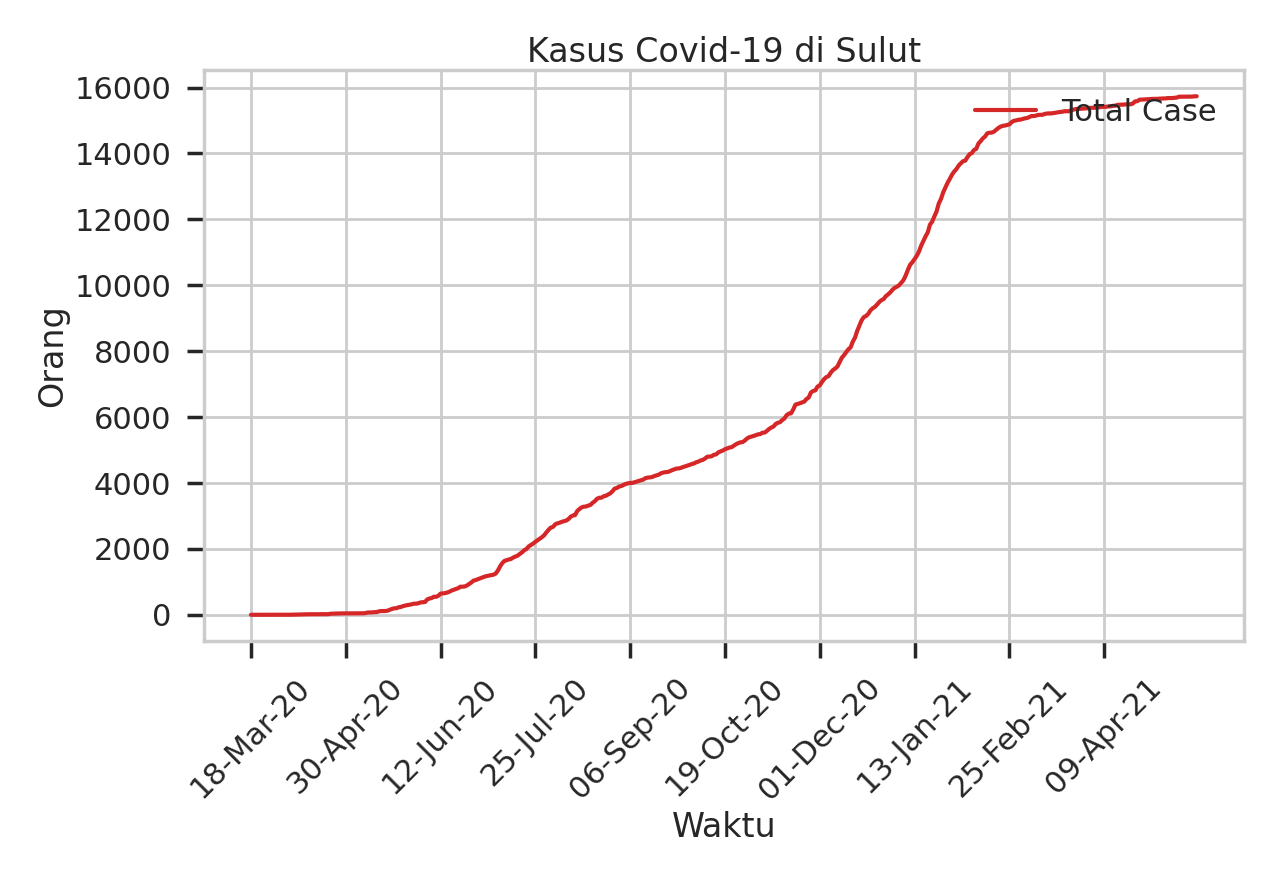 Kasus Covid-19 di Sulut
16000
14000
12000
10000
8000
6000
4000
2000
0
Orang
Total Case
18-Mar-20
30-Apr-20
12-Jun-20
25-Jul-20
06-Sep-20
19-Oct-20
01-Dec-20
13-Jan-21
25-Feb-21
09-Apr-21
Waktu